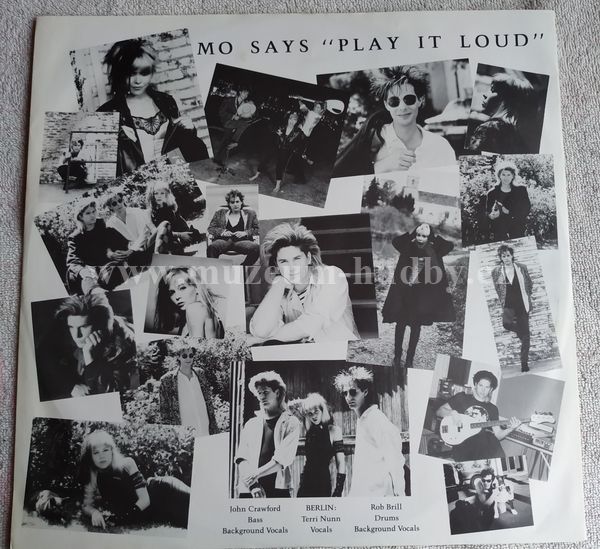 MO SAYS "PLAY IT LOUD"
www.muzeum-hudby.cz
John Crawford
Bass
Background Vocals
BERLIN:
Terri Nunn
Vocals
Rob Brill
Drums
Background Vocals